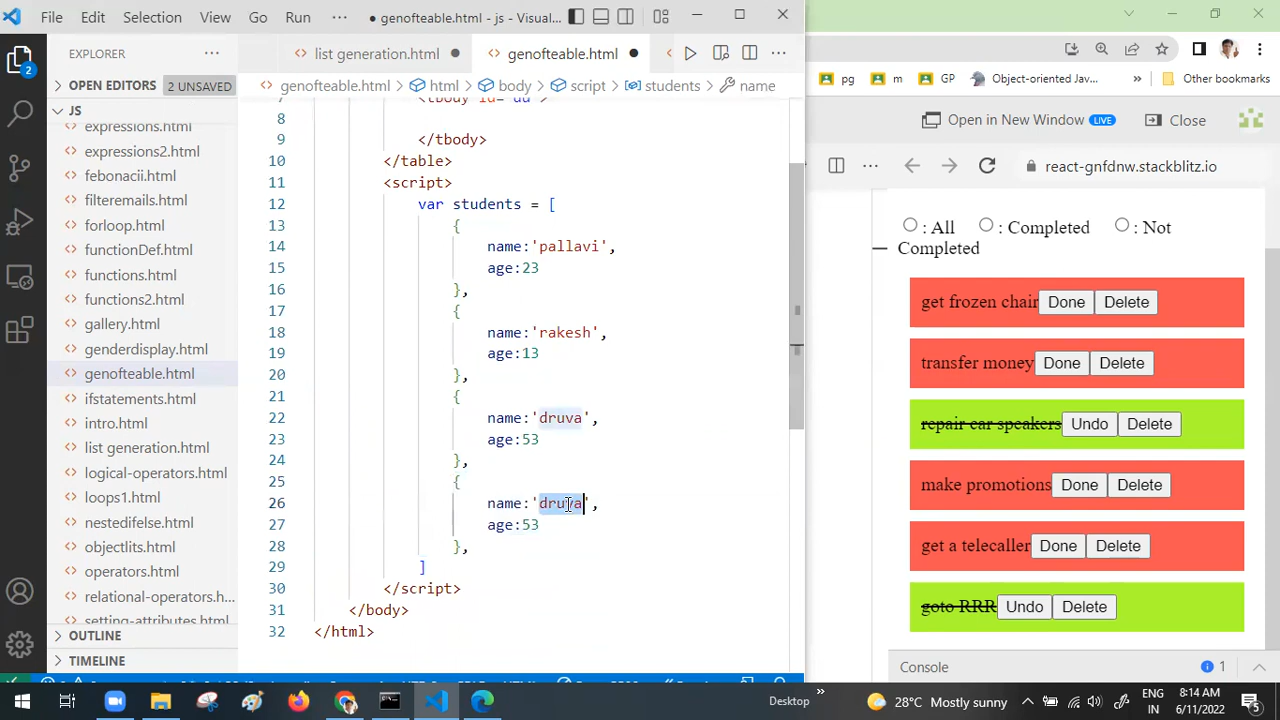 File Edit Selection View Go Run ··· ● genofteable.html - js - Visual...
EXPLORER ···
list generation.html ● genofteable.html ●
OPEN EDITORS 2 UNSAVED
genofteable.html > html > body > script > students > name
JS
expressions.html
expressions2.html
febonacii.html
filteremails.html
forloop.html
functionDef.html
functions.html
functions2.html
gallery.html
genderdisplay.html
genofteable.html
ifstatements.html
intro.html
list generation.html
logical-operators.html
loops1.html
nestedifelse.html
objectlits.html
operators.html
relational-operators.h...
setting-attributes.html
OUTLINE
TIMELINE
2
7 <tbody id="dd">
8
9 </tbody>
10 </table>
11 <script>
12 var students = [
13 {
14 name:'pallavi',
15 age:23
16 },
17 {
18 name:'rakesh',
19 age:13
20 },
21 {
22 name:'druva',
23 age:53
24 },
25 {
26 name:'druva',
27 age:53
28 },
29 ]
30 </script>
31 </body>
32 </html>
pg m GP Object-oriented Jav... » Other bookmarks
Open in New Window LIVE Close
react-gnfdnw.stackblitz.io
: All : Completed : Not
Completed
get frozen chair Done Delete
transfer money Done Delete
repair car speakers Undo Delete
make promotions Done Delete
get a telecaller Done Delete
goto RRR Undo Delete
Console 1
Desktop » 28°C Mostly sunny ENG IN 8:14 AM 6/11/2022 5